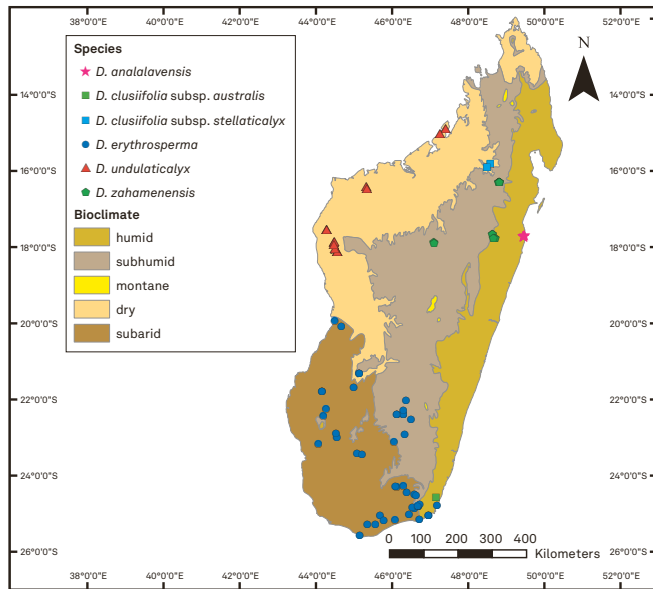 38°0'0"E 40°0'0"E 42°0'0"E 44°0'0"E 46°0'0"E 48°0'0"E 50°0'0"E 52°0'0"E
Species
D. analalavensis
D. clusiifolia subsp. australis
D. clusiifolia subsp. stellaticalyx
D. erythrosperma
D. undulaticalyx
D. zahamenensis
Bioclimate
humid
subhumid
montane
dry
subarid
N
14°0'0"S
16°0'0"S
18°0'0"S
20°0'0"S
22°0'0"S
24°0'0"S
26°0'0"S
14°0'0"S
16°0'0"S
18°0'0"S
20°0'0"S
22°0'0"S
24°0'0"S
26°0'0"S
0 100 200 300 400
Kilometers
38°0'0"E 40°0'0"E 42°0'0"E 44°0'0"E 46°0'0"E 48°0'0"E 50°0'0"E 52°0'0"E